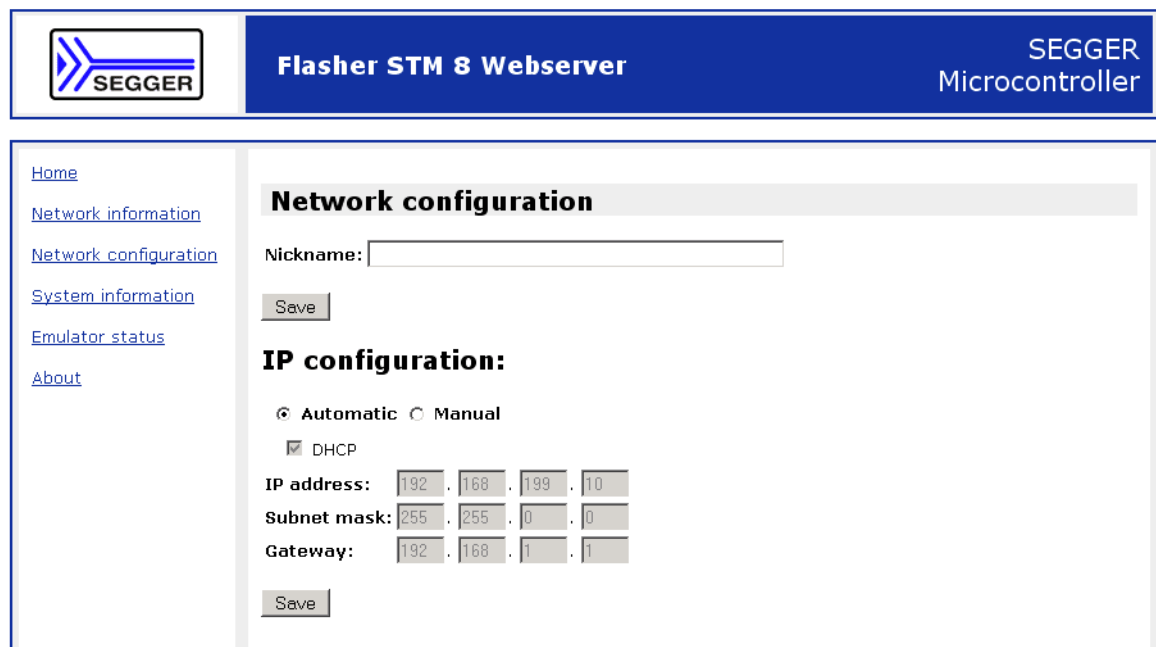 SEGGER
Flasher STM 8 Webserver
SEGGER
Microcontroller
Home
Network information
Network configuration
System information
Emulator status
About
Network configuration
Nickname:
Save
IP configuration:
Automatic Manual
DHCP
IP address: 192 . 168 . 199 . 10
Subnet mask: 255 . 255 . 0 . 0
Gateway: 192 . 168 . 1 . 1
Save